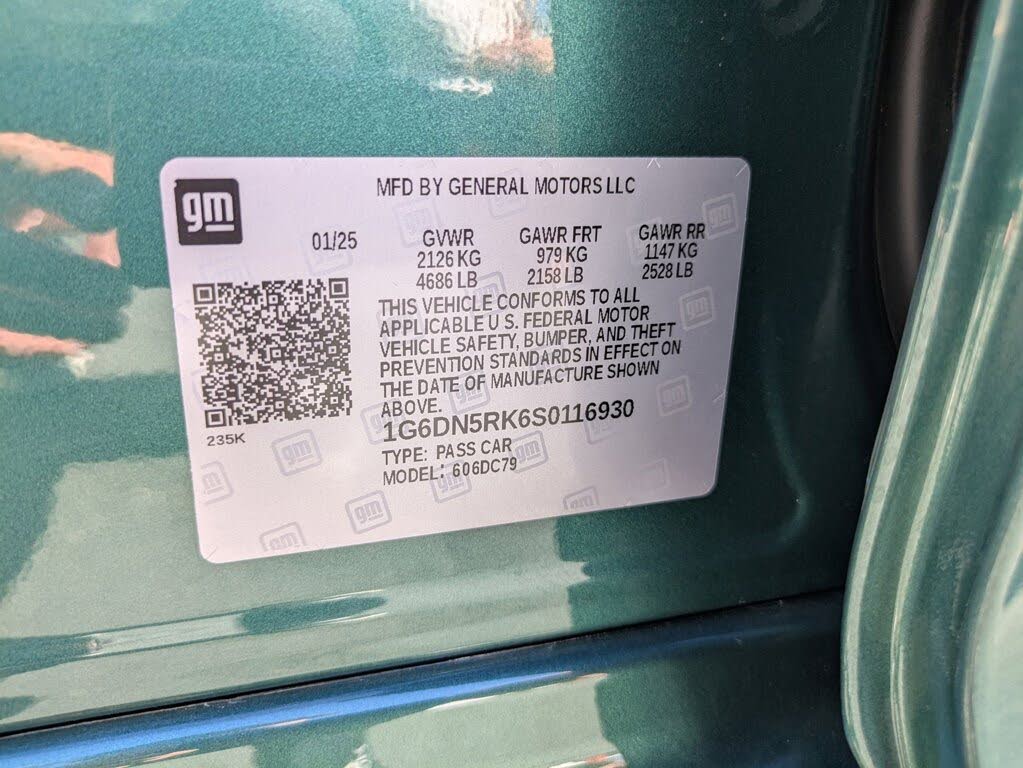 gm
MFD BY GENERAL MOTORS LLC
01/25 GVWR GAWR FRT GAWR RR
2126 KG 979 KG 1147 KG
4686 LB 2158 LB 2528 LB
THIS VEHICLE CONFORMS TO ALL
APPLICABLE U S. FEDERAL MOTOR
VEHICLE SAFETY, BUMPER, AND THEFT
PREVENTION STANDARDS IN EFFECT ON
THE DATE OF MANUFACTURE SHOWN
ABOVE.
235K
1G6DN5RK6S0116930
TYPE: PASS CAR
MODEL: 606DC79